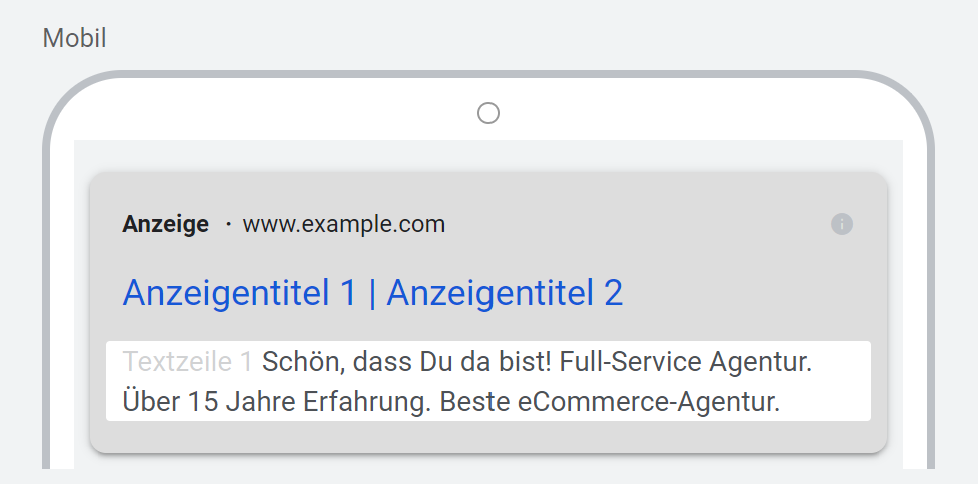 Mobil
Anzeige · www.example.com
Anzeigentitel 1 | Anzeigentitel 2
Textzeile 1 Schön, dass Du da bist! Full-Service Agentur.
Über 15 Jahre Erfahrung. Beste eCommerce-Agentur.